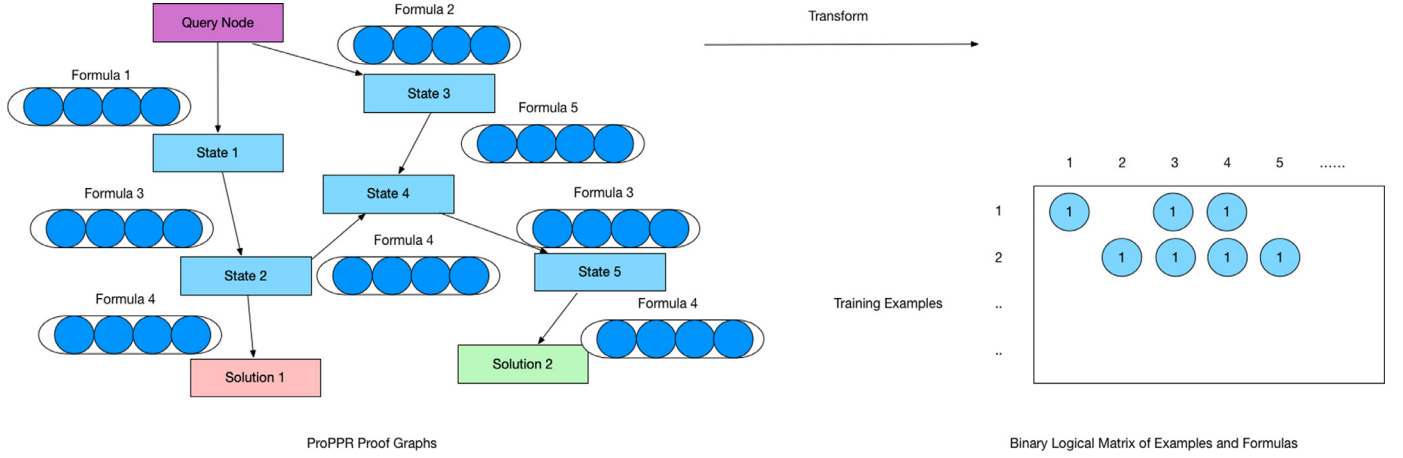 Query Node
Formula 2
Transform
Formula 1
State 3
Formula 5
State 1
Formula 3
State 4
Formula 3
Formula 4
State 2
State 5
Formula 4
Formula 4
Solution 1
Solution 2
ProPPR Proof Graphs
1 2 3 4 5 ......
1 1 1 1
2 1 1 1 1
Training Examples ..
..
Binary Logical Matrix of Examples and Formulas